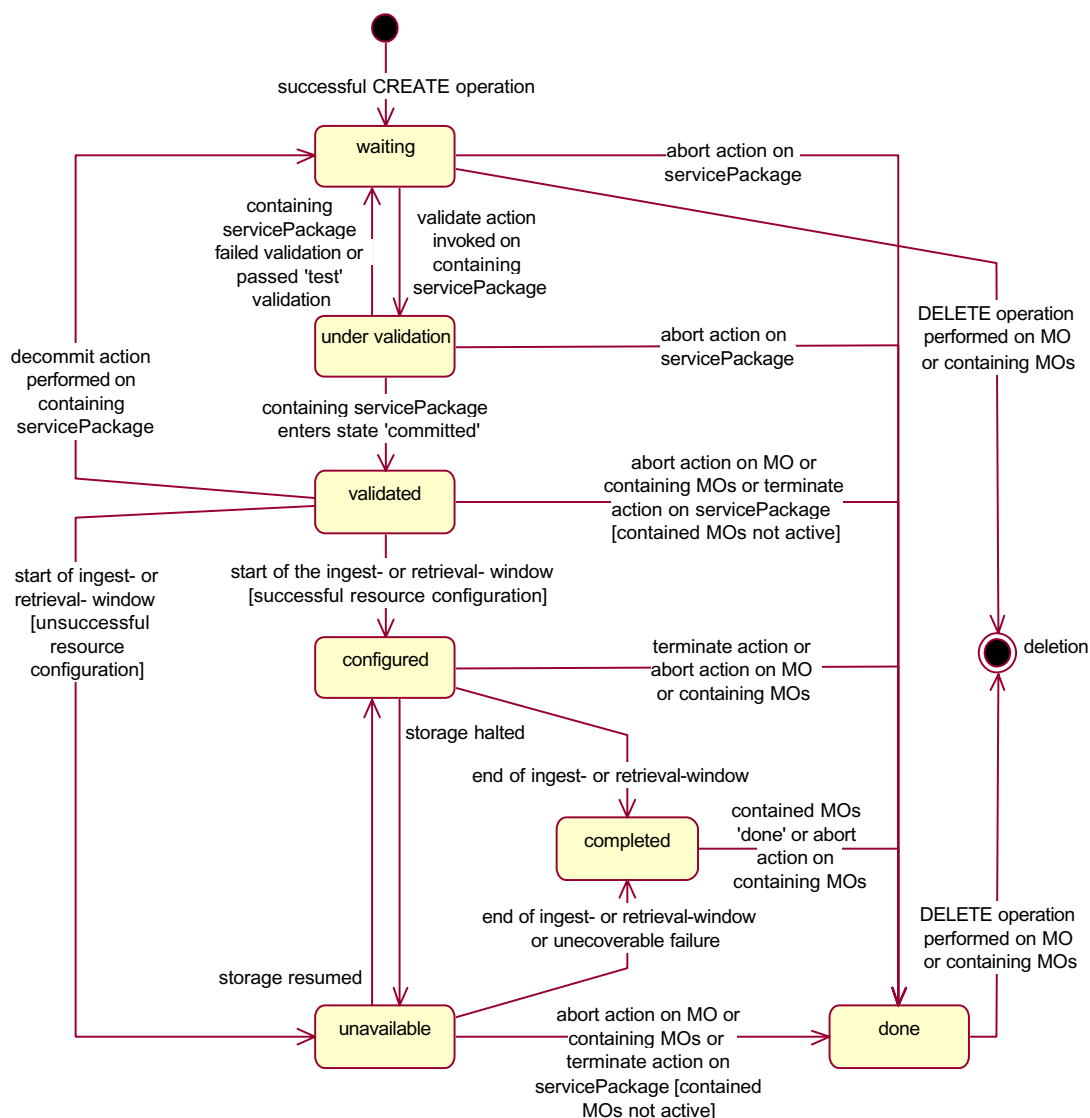 successful CREATE operation
waiting
abort action on
servicePackage
containing
servicePackage
failed validation or
passed 'test'
validation
validate action
invoked on
containing
servicePackage
DELETE operation
performed on MO
or containing MOs
under validation
abort action on
servicePackage
decommit action
performed on
containing
servicePackage
containing servicePackage
enters state 'committed'
validated
abort action on MO or
containing MOs or terminate
action on servicePackage
[contained MOs not active]
start of ingest- or
retrieval- window
[unsuccessful
resource
configuration]
start of the ingest- or retrieval- window
[successful resource configuration]
configured
terminate action or
abort action on MO
or containing MOs
deletion
storage halted
end of ingest- or retrieval-window
completed
contained MOs
'done' or abort
action on
containing MOs
end of ingest- or retrieval-window
or unecoverable failure
DELETE operation
performed on MO
or containing MOs
storage resumed
unavailable
abort action on MO or
containing MOs or
terminate action on
servicePackage [contained
MOs not active]
done